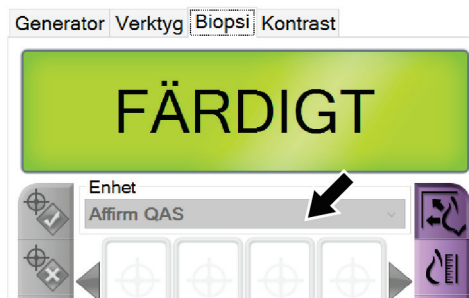 Generator Verktyg Biopsi Kontrast
FÄRDIGT
Enhet
Affirm QAS